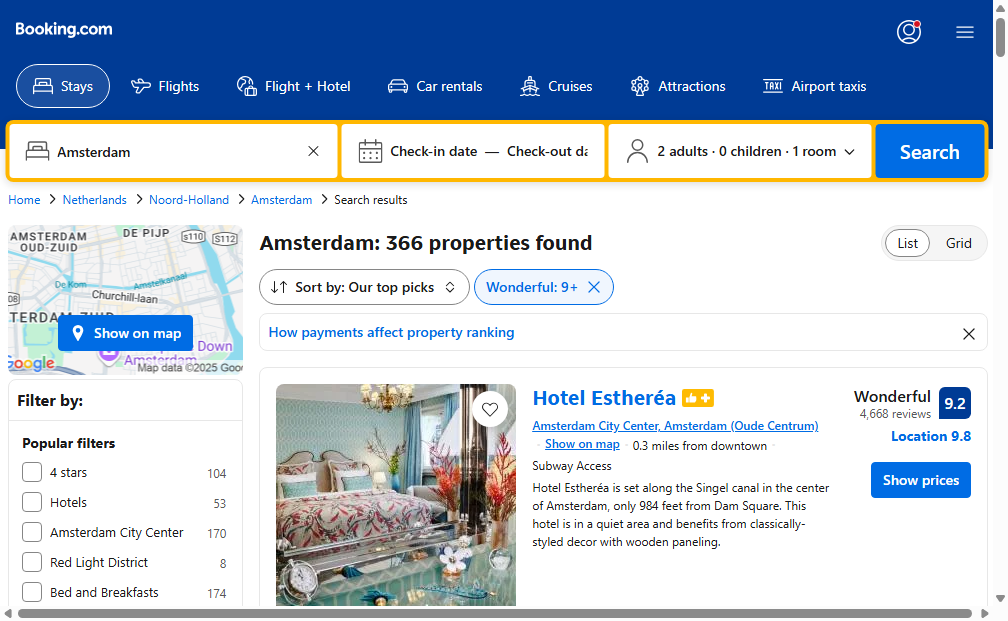 Booking.com
Stays
Flights
Flight + Hotel
Car rentals
Cruises
Attractions
TAXI Airport taxis
Amsterdam
Check-in date — Check-out da
2 adults · 0 children · 1 room
Search
Home
Netherlands
Noord-Holland
Amsterdam
Search results
AMSTERDAM
OUD-ZUID
DE PIJP
s110
S112
De Kom
Amstelkanaal
Churchill-laan
Show on map
Down
Amsterdam
Google
Map data ©2025 Goo
Amsterdam: 366 properties found
List
Grid
Sort by: Our top picks
Wonderful: 9+
How payments affect property ranking
Filter by:
Popular filters
4 stars 104
Hotels 53
Amsterdam City Center 170
Red Light District 8
Bed and Breakfasts 174
Hotel Estheréa
Amsterdam City Center, Amsterdam (Oude Centrum)
· Show on map · 0.3 miles from downtown ·
Subway Access
Hotel Estheréa is set along the Singel canal in the center
of Amsterdam, only 984 feet from Dam Square. This
hotel is in a quiet area and benefits from classically-
styled decor with wooden paneling.
Wonderful
4,668 reviews
9.2
Location 9.8
Show prices